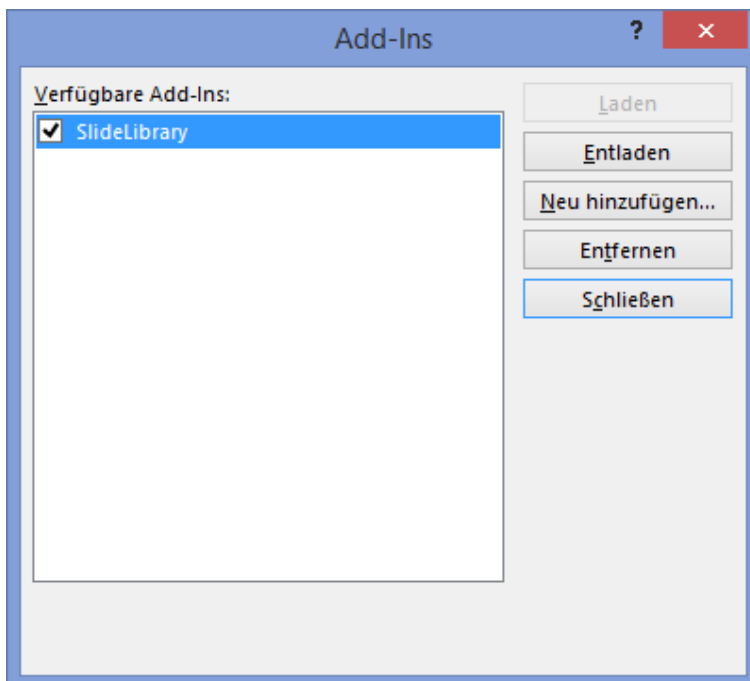 Add-Ins
?
Verfügbare Add-Ins:
SlideLibrary
Laden
Entladen
Neu hinzufügen...
Entfernen
Schließen